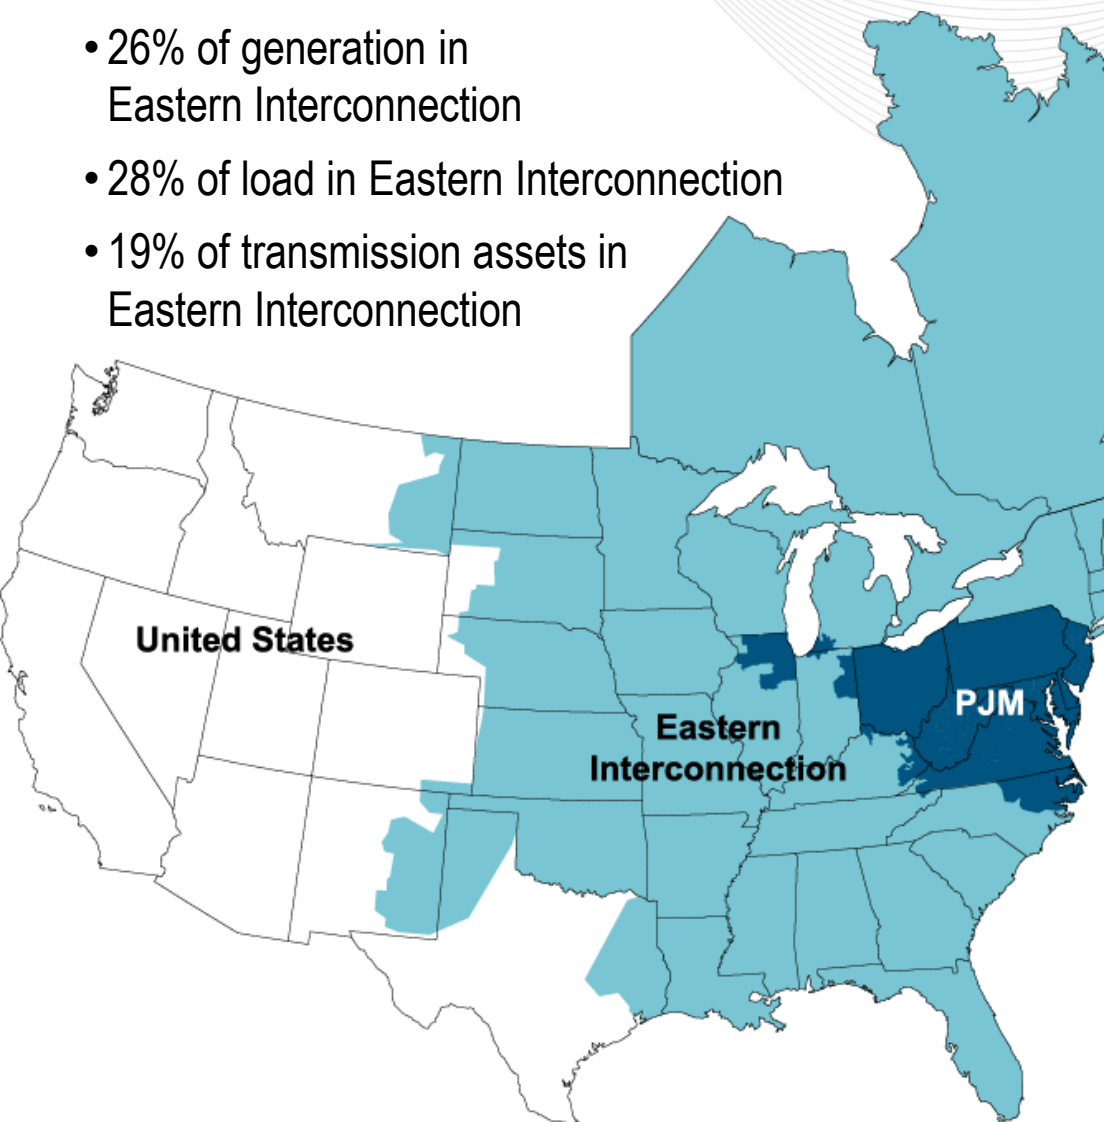 • 26% of generation in
Eastern Interconnection
• 28% of load in Eastern Interconnection
• 19% of transmission assets in
Eastern Interconnection
United States
PJM
Eastern
Interconnection